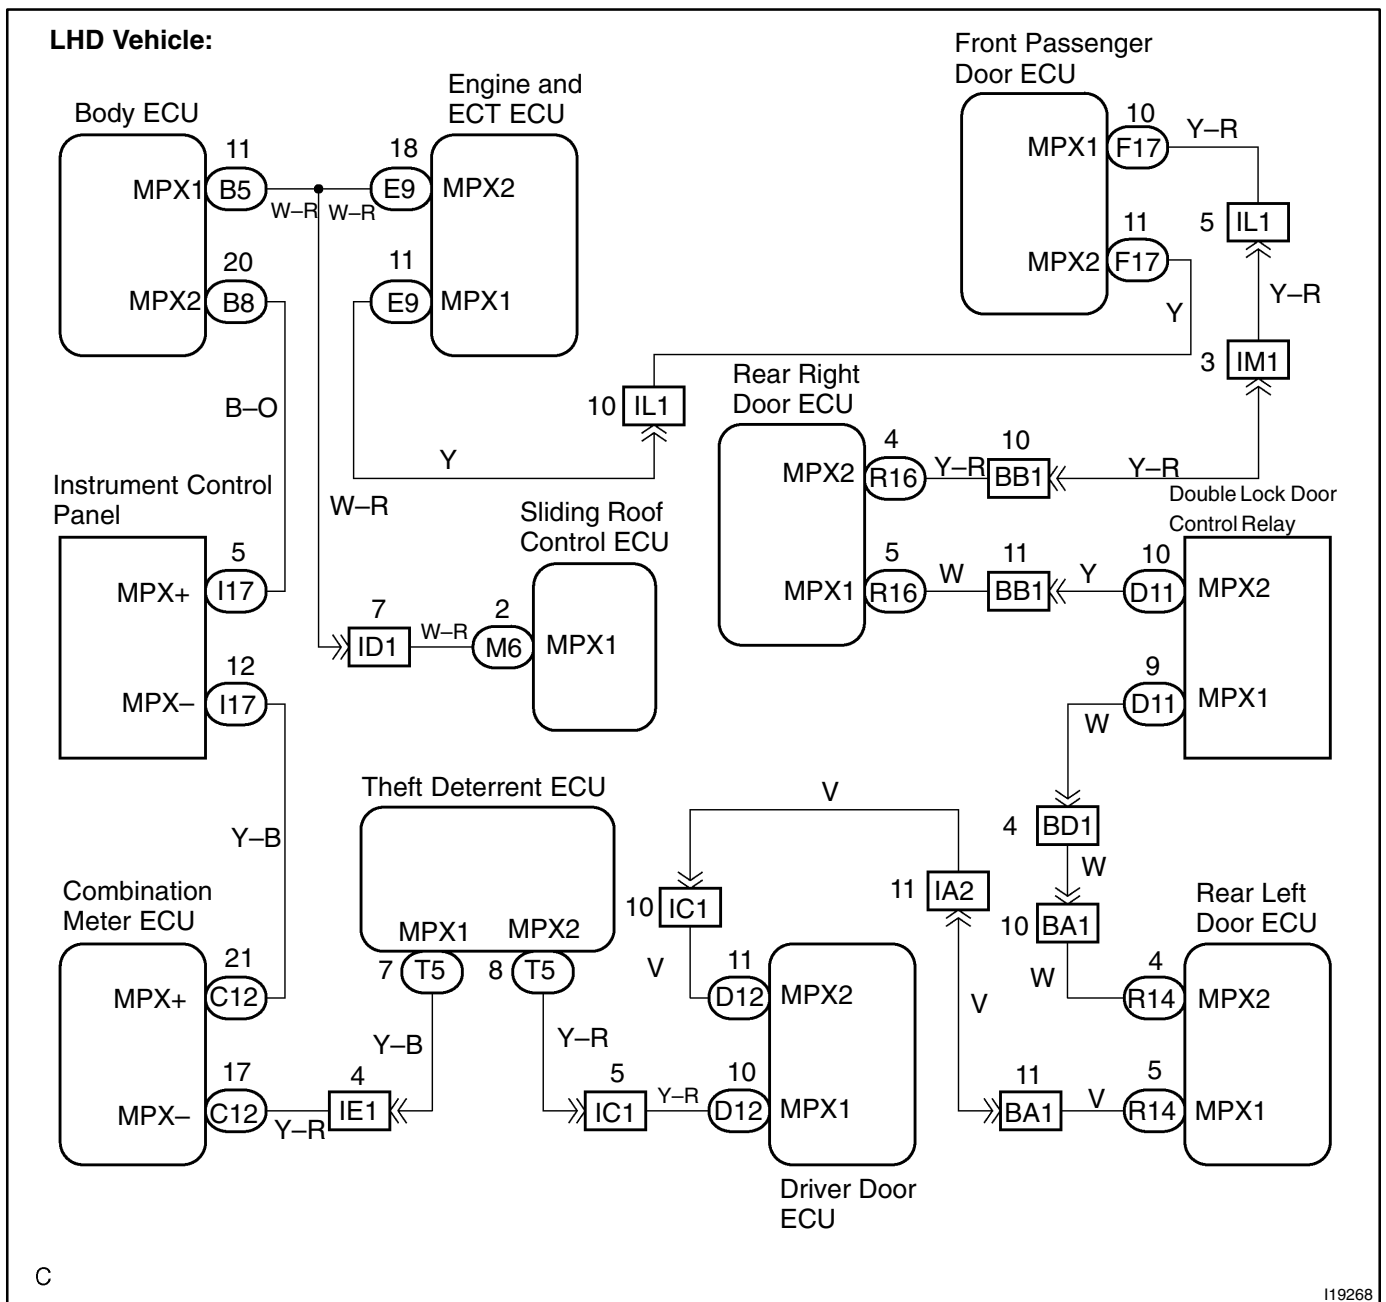 LHD Vehicle:
Body ECU
MPX1
11
B5
W–R
W–R
MPX2
20
B8
B–O
Engine and
ECT ECU
18
E9
MPX2
11
E9
MPX1
Y
10
IL1
W–R
Front Passenger
Door ECU
MPX1
10
F17
Y–R
5
IL1
Y–R
3
IM1
MPX2
11
F17
Y
Rear Right
Door ECU
MPX2
4
R16
Y–R
10
BB1
Y–R
MPX1
5
R16
W
11
BB1
Y
Double Lock Door
Control Relay
10
D11
MPX2
9
D11
MPX1
W
4
BD1
W
10
BA1
W
Instrument Control
Panel
MPX+
5
I17
MPX–
12
I17
Y–B
Sliding Roof
Control ECU
7
ID1
W–R
2
M6
MPX1
Theft Deterrent ECU
MPX1
MPX2
7
T5
8
T5
Y–B
Y–R
Combination
Meter ECU
MPX+
21
C12
MPX–
17
C12
Y–R
4
IE1
5
IC1
Y–R
V
10
IC1
V
11
IA2
V
11
D12
MPX2
10
D12
MPX1
Driver Door
ECU
Rear Left
Door ECU
4
R14
MPX2
11
BA1
V
5
R14
MPX1
C
I19268